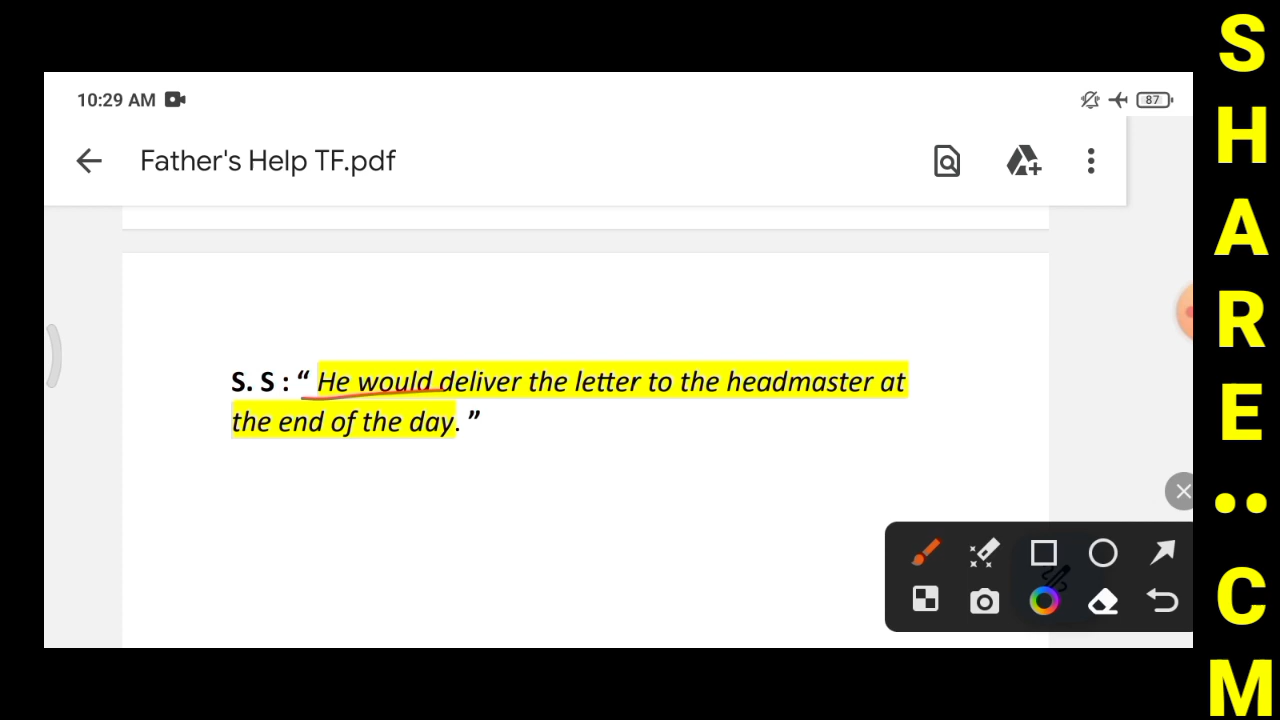 10:29 AM
87
Father's Help TF.pdf
S. S : “ He would deliver the letter to the headmaster at
the end of the day. ”
S
H
A
R
E
••
C
M